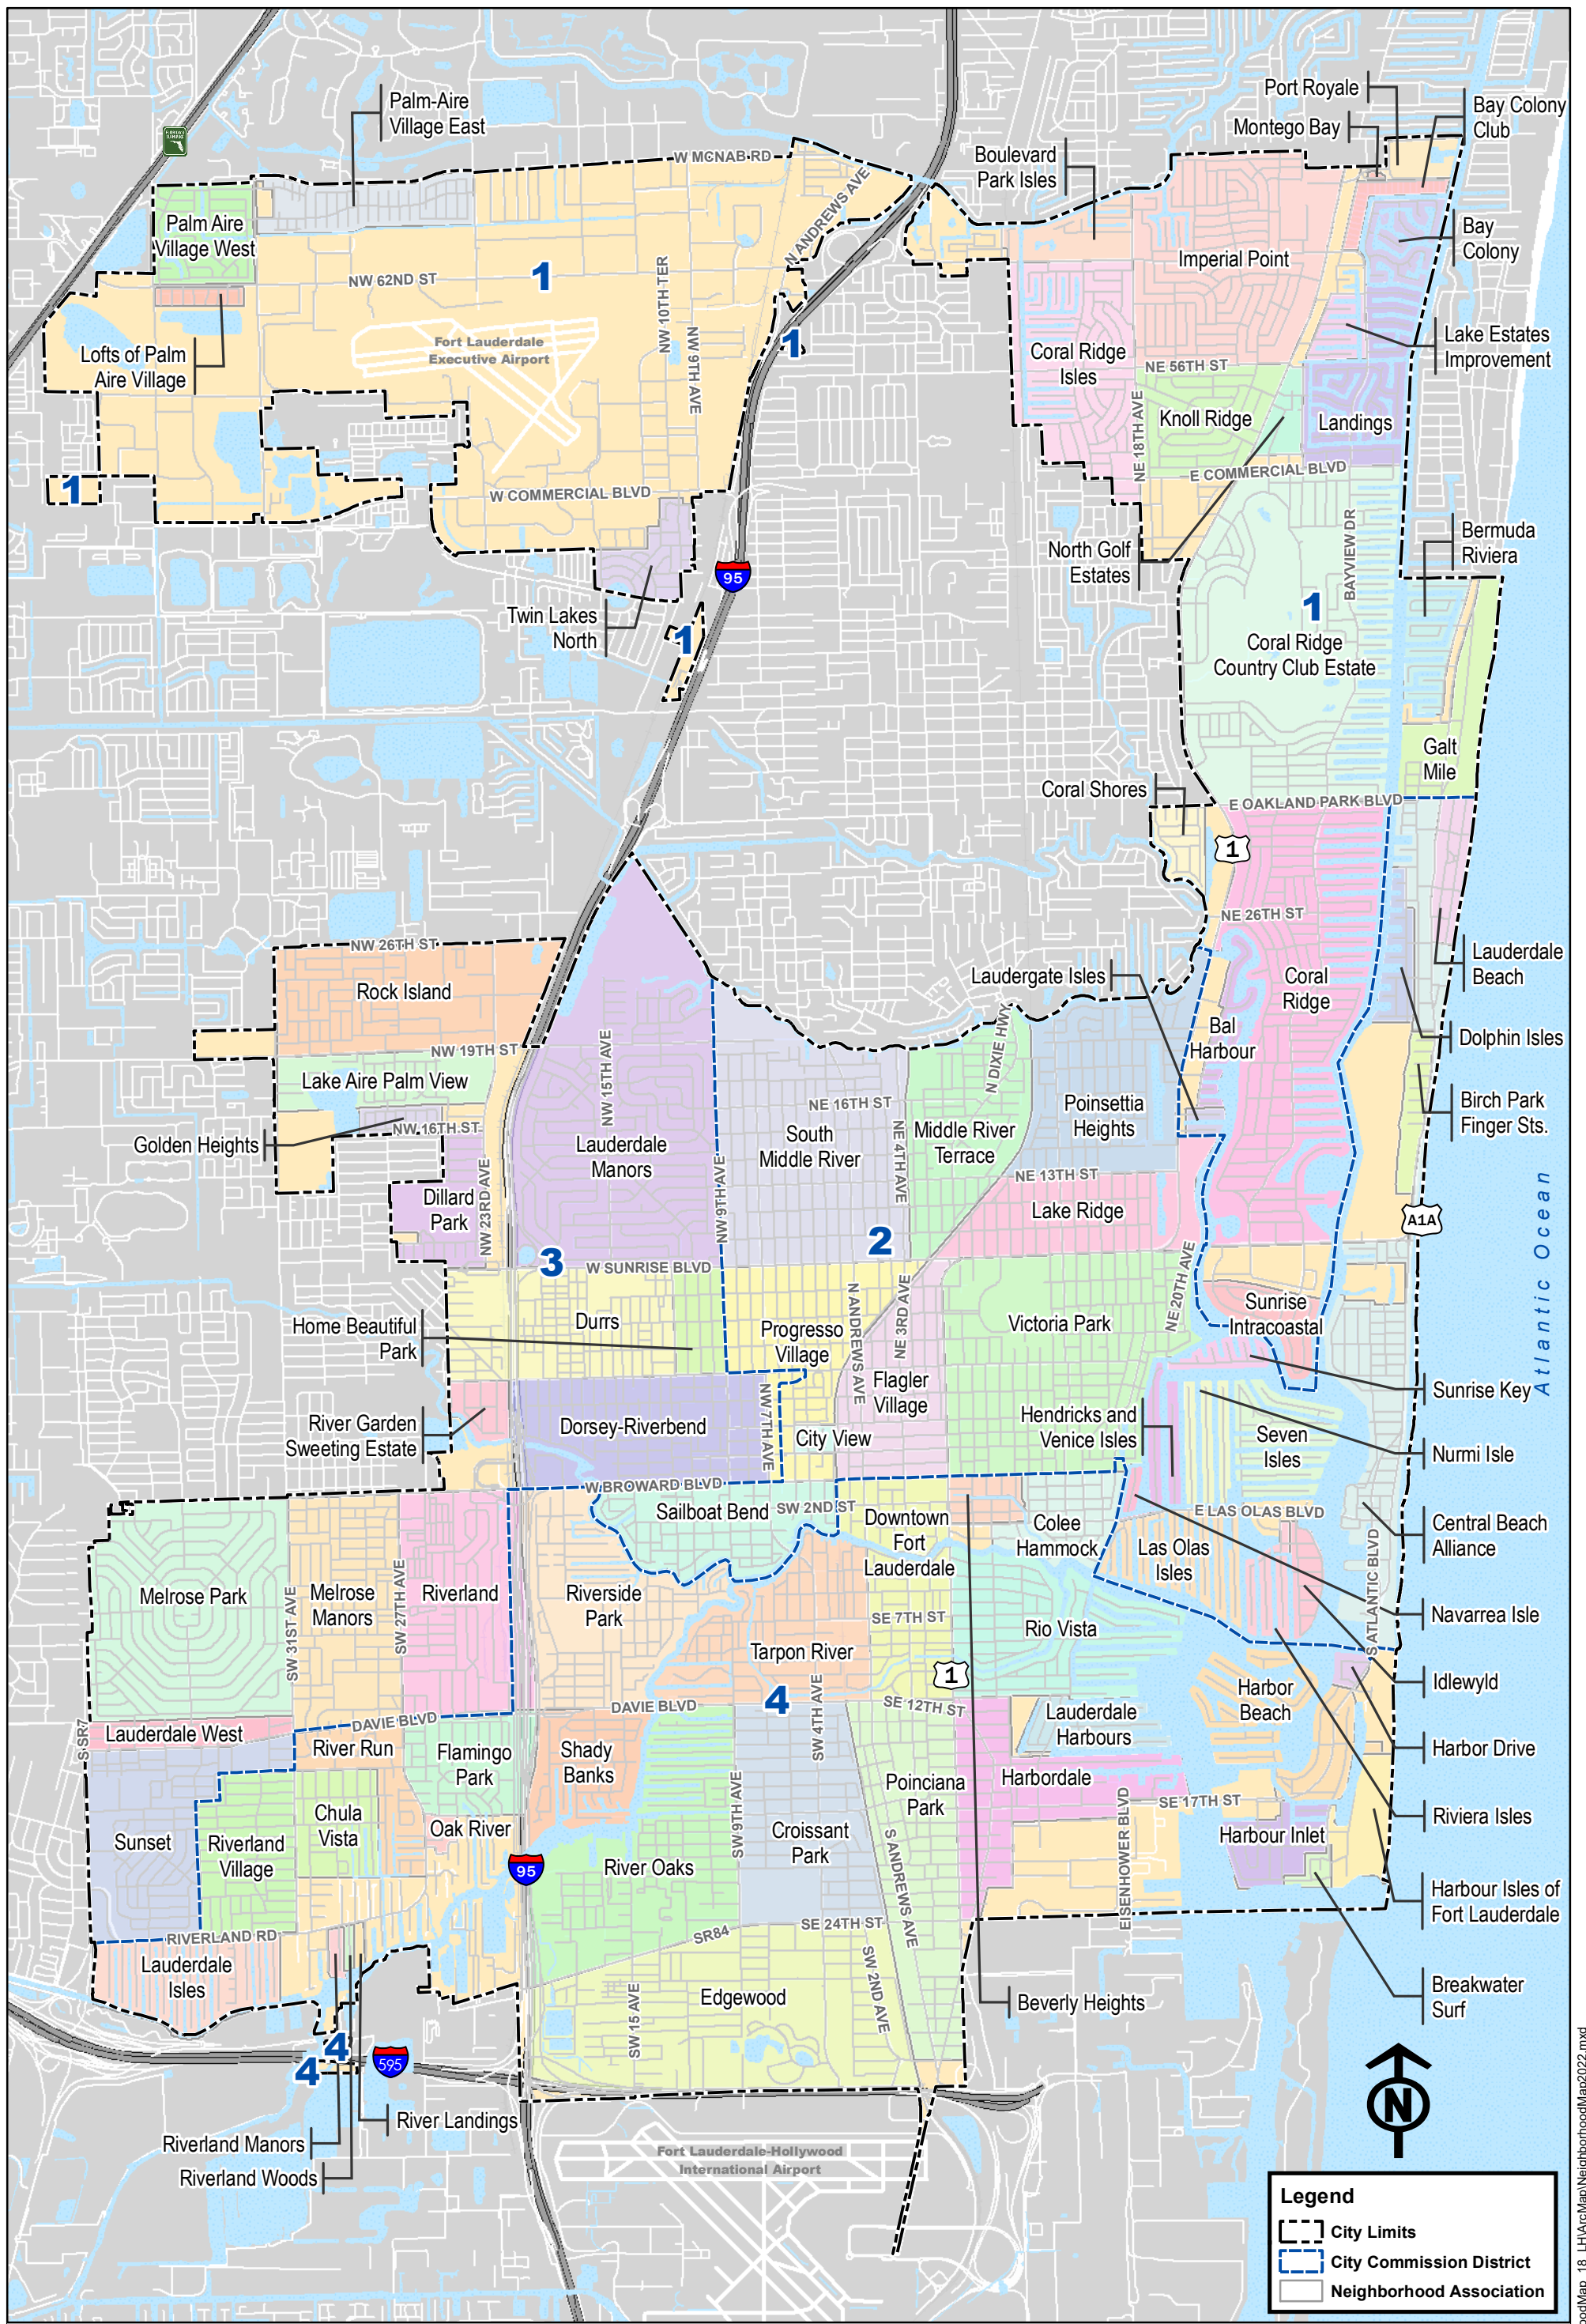 Port Royale
Palm-Aire
Village East
Bay Colony
Club
Montego Bay
Boulevard
Park Isles
W MCNAB RD
N ANDREWS AVE
Palm Aire
Village West
Bay
Colony
Imperial Point
NW 62ND ST
1
NW 10TH TER
Fort Lauderdale
Executive Airport
NW 9TH AVE
1
Lofts of Palm
Aire Village
Coral Ridge
Isles
Lake Estates
Improvement
NE 56TH ST
NE 18TH AVE
Knoll Ridge
Landings
E COMMERCIAL BLVD
1
W COMMERCIAL BLVD
BAYVIEW DR
North Golf
Estates
Bermuda
Riviera
95
Twin Lakes
North
1
1
Coral Ridge
Country Club Estate
Galt
Mile
Coral Shores
E OAKLAND PARK BLVD
1
NE 26TH ST
NW 26TH ST
Lauderdale
Beach
Laudergate Isles
Rock Island
Coral
Ridge
Bal
Harbour
Dolphin Isles
NW 19TH ST
NW 15TH AVE
N DIXIE HWY
Lake Aire Palm View
Birch Park
Finger Sts.
NE 16TH ST
Poinsettia
Heights
NW 16TH ST
Golden Heights
Lauderdale
Manors
South
Middle River
NE 4TH AVE
Middle River
Terrace
NE 13TH ST
Dillard
Park
NW 23RD AVE
NW 9TH AVE
Lake Ridge
A1A
Atlantic Ocean
3
2
W SUNRISE BLVD
NE 20TH AVE
Home Beautiful
Park
Durrs
Progresso
Village
N ANDREWS AVE
NE 3RD AVE
Victoria Park
Sunrise
Intracoastal
Flagler
Village
Sunrise Key
River Garden
Sweeting Estate
Dorsey-Riverbend
NW 7TH AVE
City View
Hendricks and
Venice Isles
Seven
Isles
Nurmi Isle
W BROWARD BLVD
Sailboat Bend
SW 2ND ST
Downtown
Fort
Lauderdale
Colee
Hammock
E LAS OLAS BLVD
Las Olas
Isles
Central Beach
Alliance
S ATLANTIC BLVD
Melrose Park
SW 31ST AVE
Melrose
Manors
SW 27TH AVE
Riverland
Riverside
Park
SE 7TH ST
Rio Vista
Navarrea Isle
Tarpon River
1
Idlewyld
4
SW 4TH AVE
DAVIE BLVD
SE 12TH ST
Harbor
Beach
S SR7
Lauderdale West
DAVIE BLVD
River Run
Lauderdale
Harbours
Harbor Drive
Flamingo
Park
Shady
Banks
Poinciana
Park
Harbordale
SE 17TH ST
Riviera Isles
EISENHOWER BLVD
Sunset
Riverland
Village
Chula
Vista
Oak River
SW 9TH AVE
Croissant
Park
Harbour Inlet
95
River Oaks
S ANDREWS AVE
Harbour Isles of
Fort Lauderdale
RIVERLAND RD
SR84
SE 24TH ST
Lauderdale
Isles
SW 15 AVE
Edgewood
SW 2ND AVE
Beverly Heights
Breakwater
Surf
4
4
595
River Landings
Riverland Manors
Riverland Woods
Fort Lauderdale-Hollywood
International Airport
N
Legend
City Limits
City Commission District
Neighborhood Association